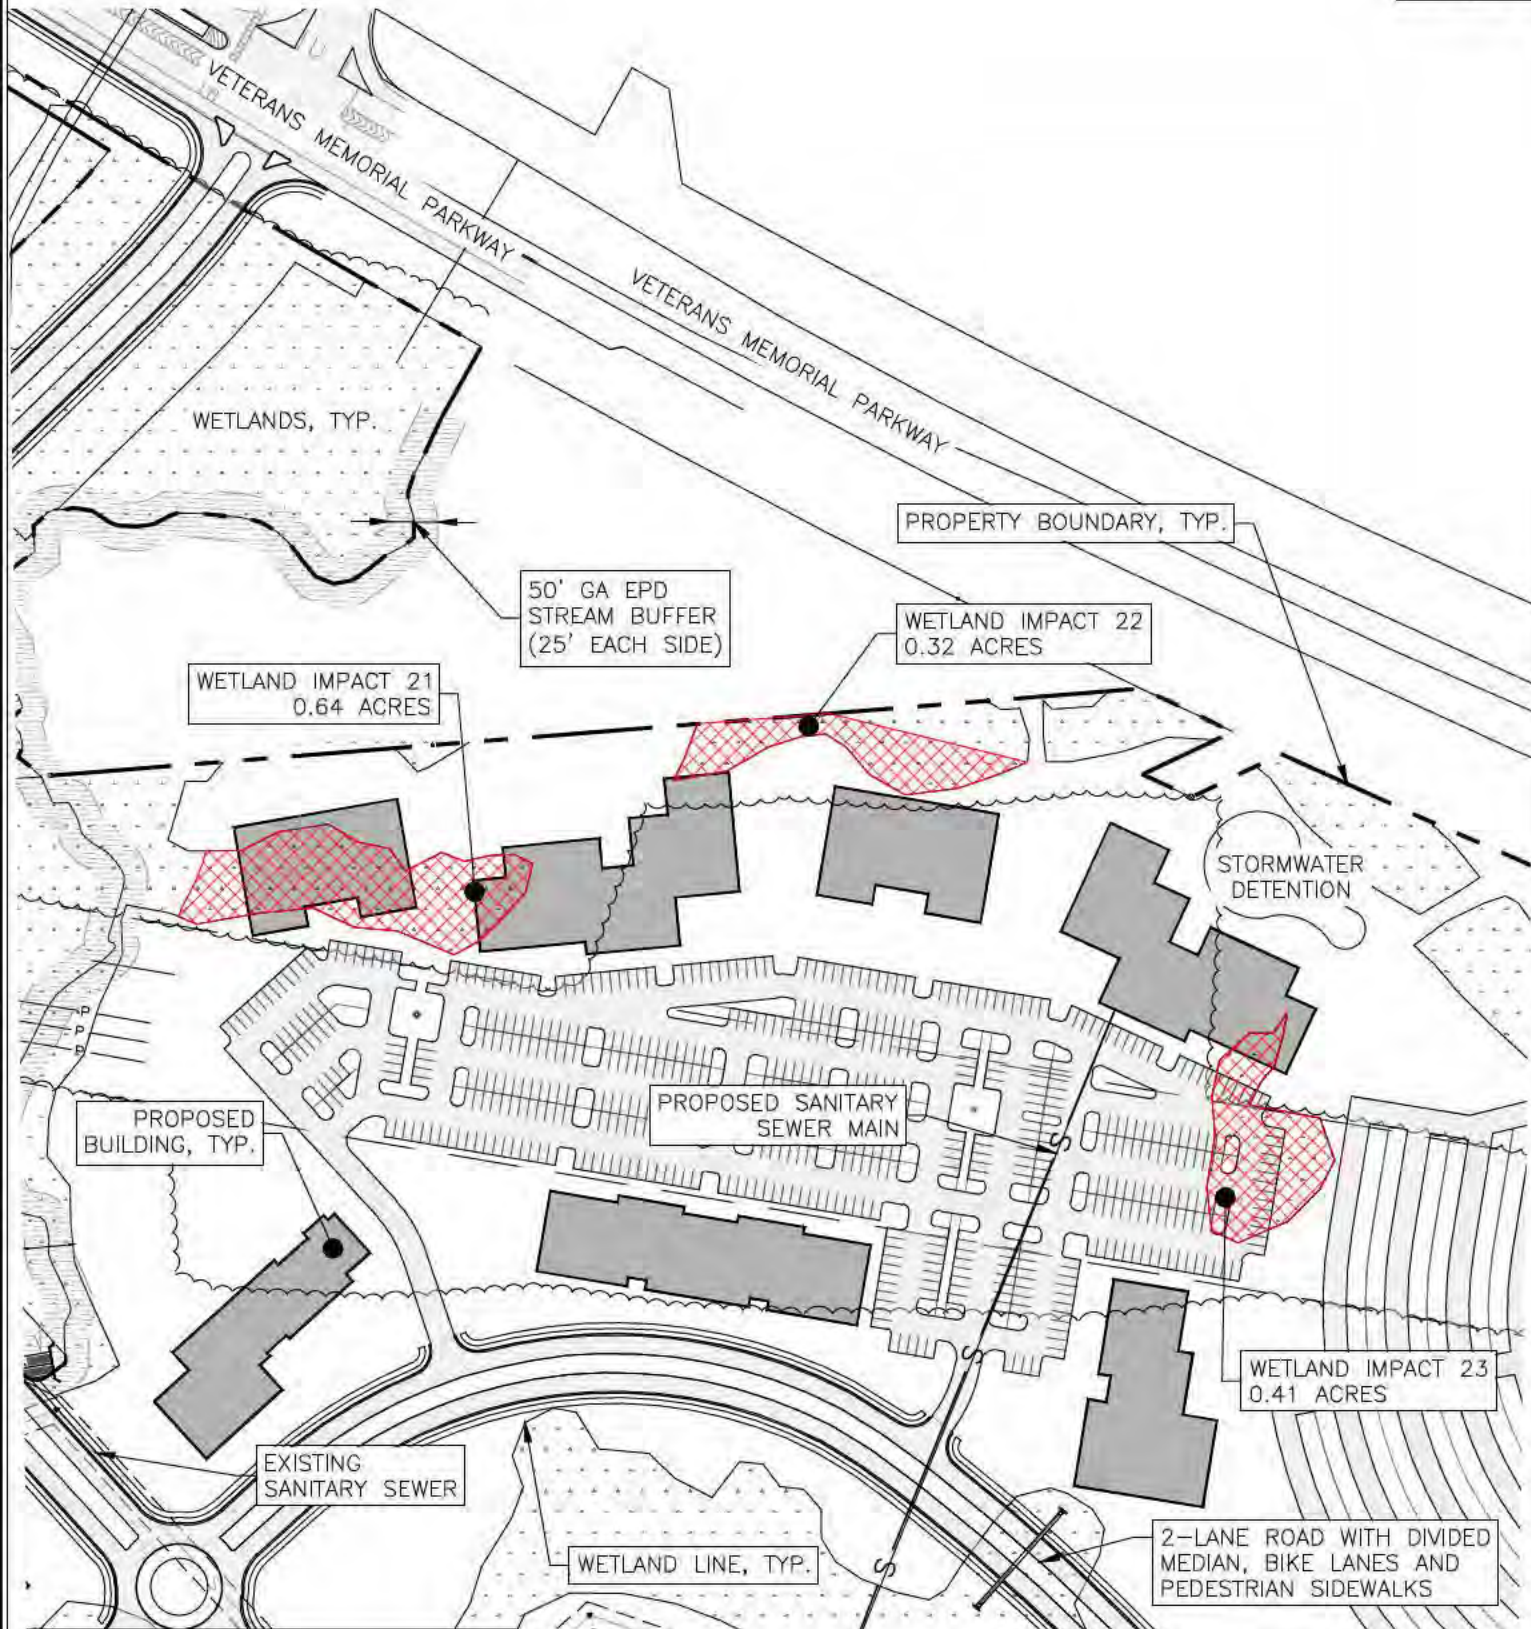 VETERANS MEMORIAL PARKWAY
VETERANS MEMORIAL PARKWAY
WETLANDS, TYP.
PROPERTY BOUNDARY, TYP.
50' GA EPD
STREAM BUFFER
(25' EACH SIDE)
WETLAND IMPACT 22
0.32 ACRES
WETLAND IMPACT 21
0.64 ACRES
STORMWATER
DETENTION
P
P
P
PROPOSED SANITARY
SEWER MAIN
PROPOSED
BUILDING, TYP.
S
S
WETLAND IMPACT 23
0.41 ACRES
EXISTING
SANITARY SEWER
WETLAND LINE, TYP.
S
2-LANE ROAD WITH DIVIDED
MEDIAN, BIKE LANES AND
PEDESTRIAN SIDEWALKS